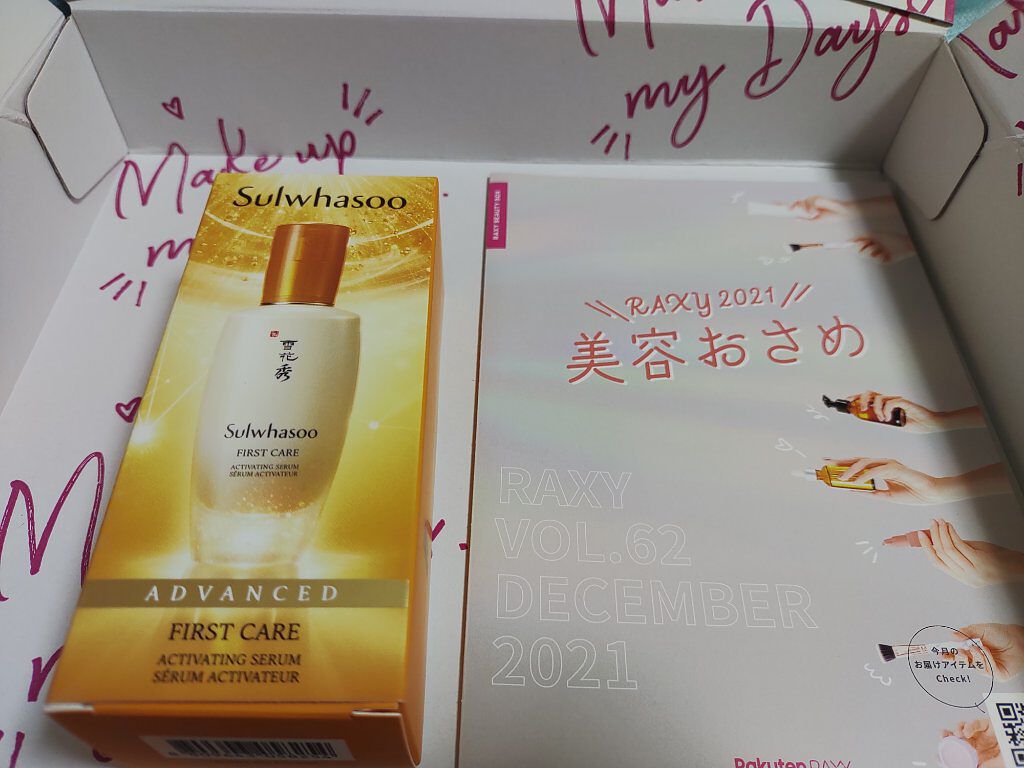 my Days
Make up
Sulwhasoo
雪花秀
Sulwhasoo
FIRST CARE
ACTIVATING SERUM
SÉRUM ACTIVATEUR
ADVANCED
FIRST CARE
ACTIVATING SERUM
SÉRUM ACTIVATEUR
RAXY BEAUTY BOX
RAXY 2021
美容おさめ
RAXY
VOL.62
DECEMBER
2021
今月の
お届けアイテムを
Check!
Rakuten RAXY